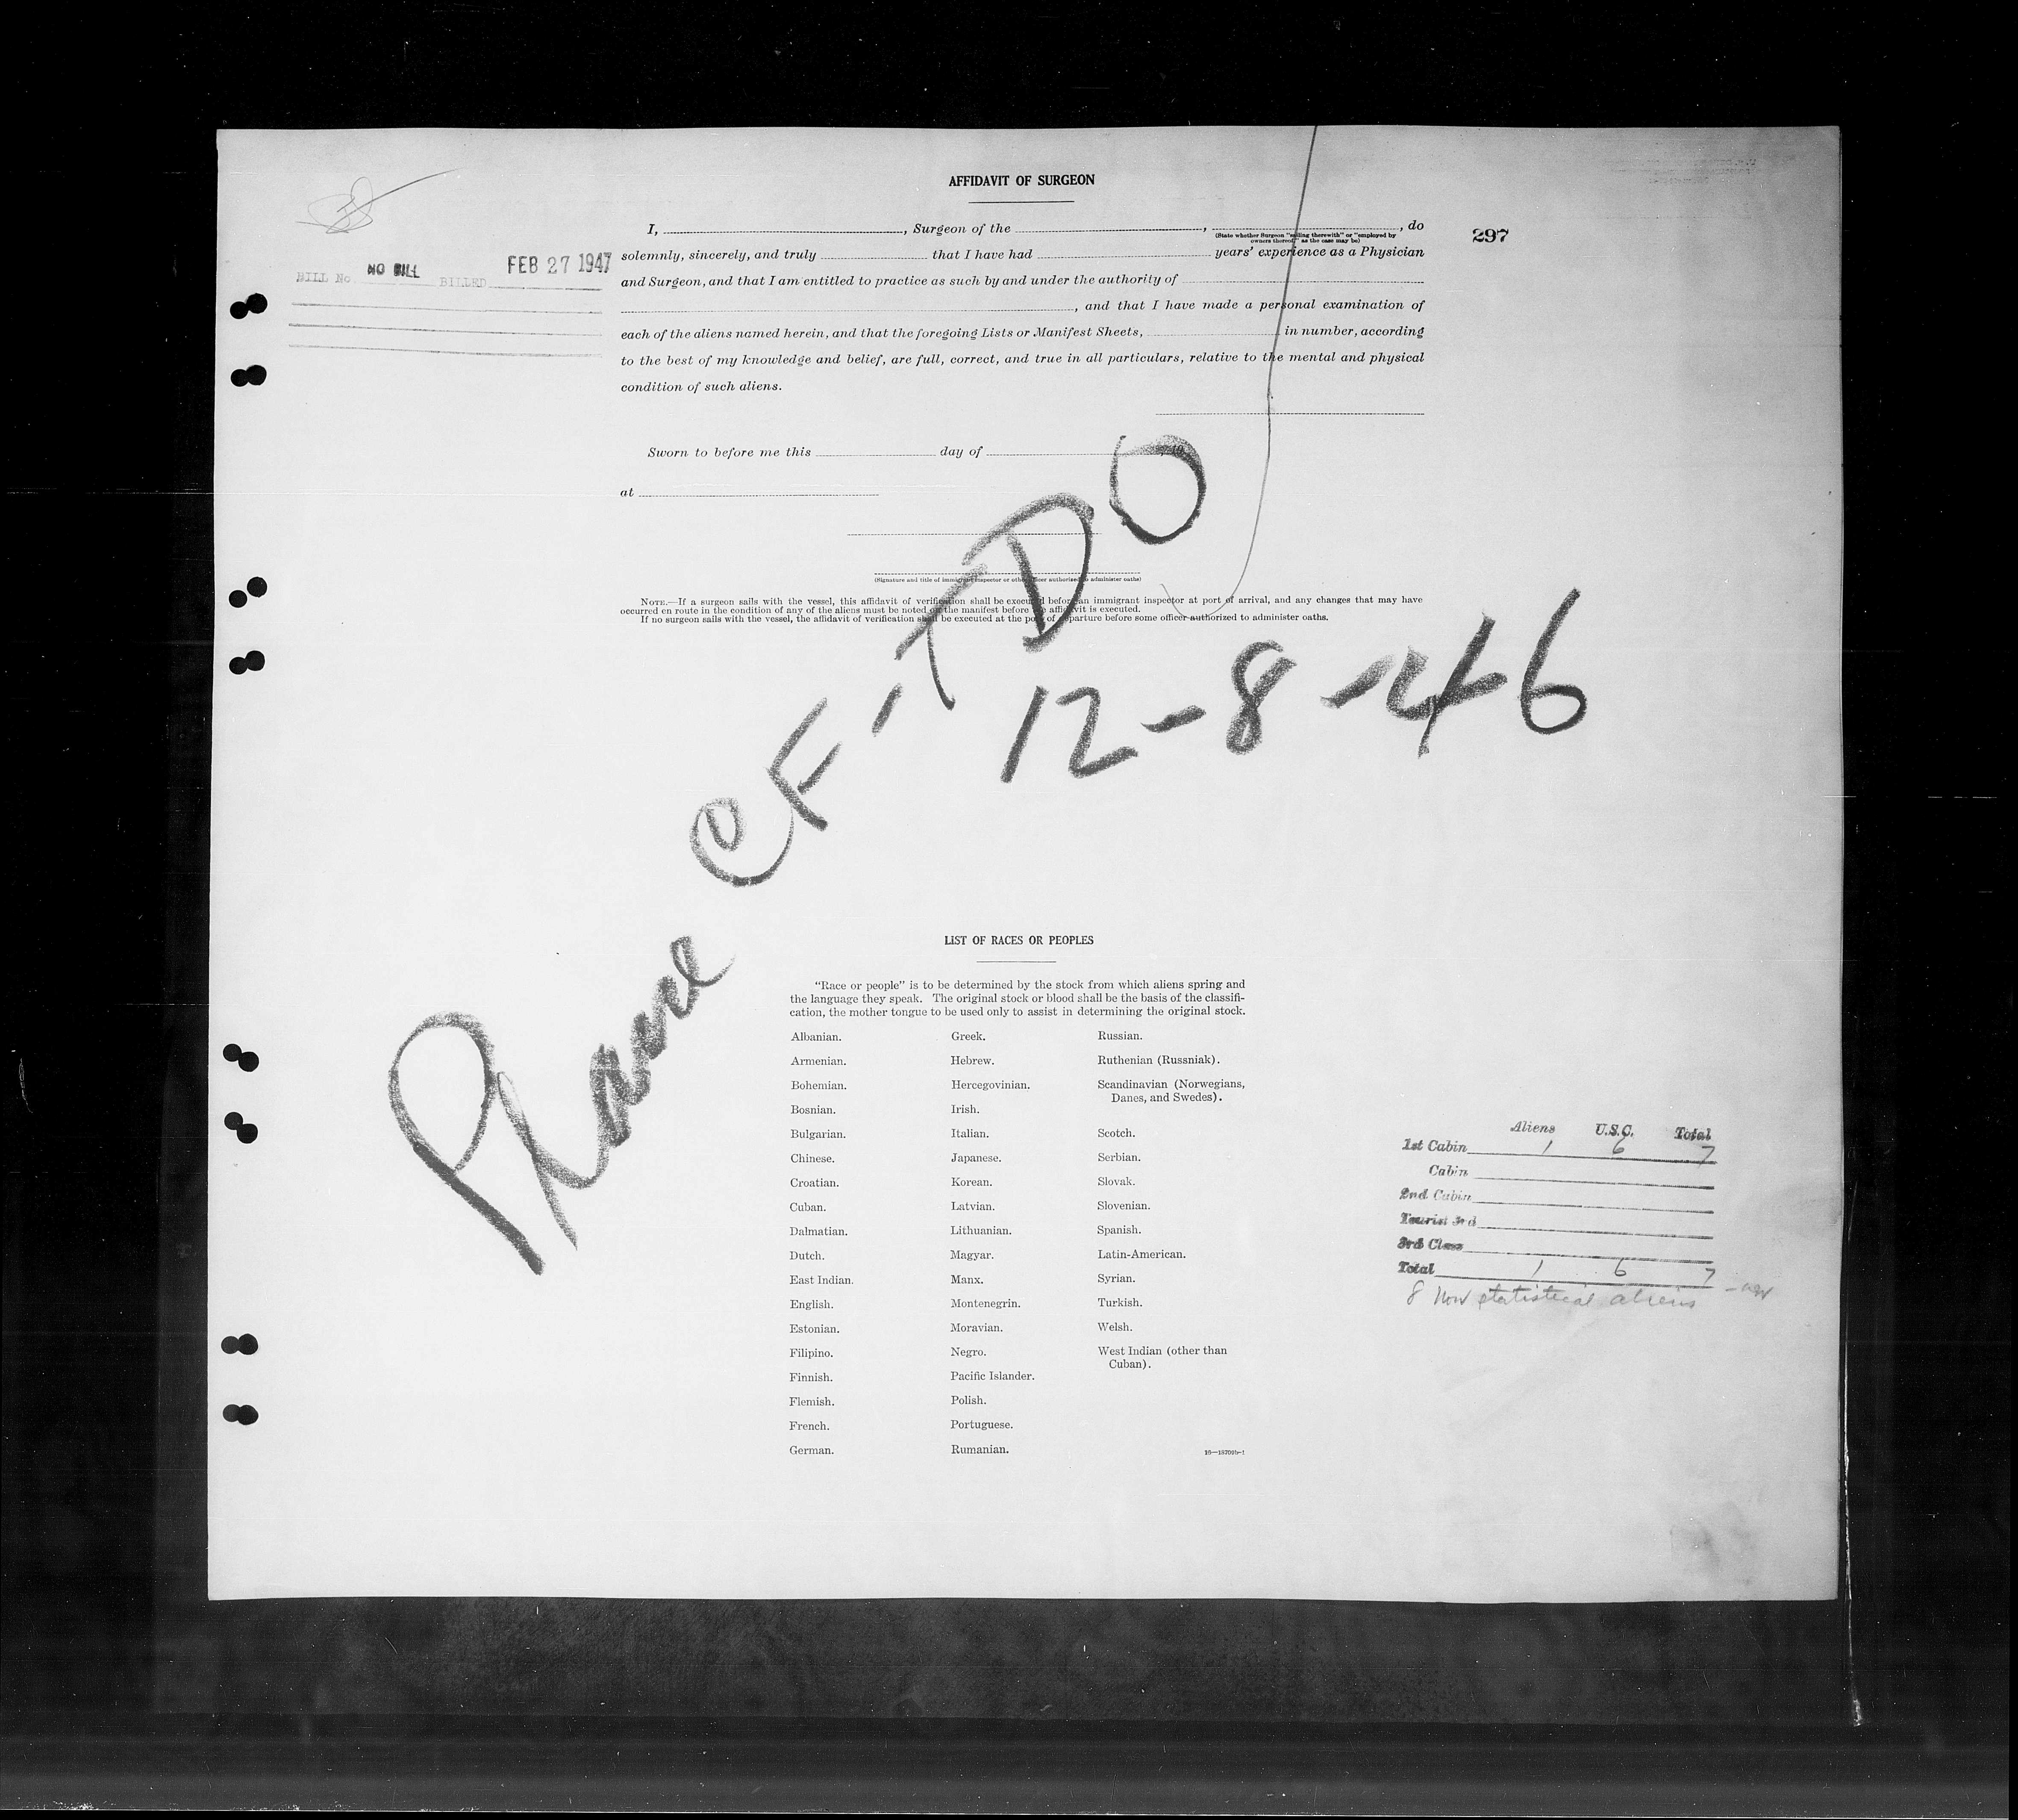 AFFIDAVIT OF SURGEON
I, , Surgeon of the , , do
(State whether Surgeon "sailing therewith" or "employed by
owners thereof," as the case may be)
297
solemnly, sincerely, and truly that I have had years' experience as a Physician
BILL No. NO BILL BILLED FEB 27 1947
and Surgeon, and that I am entitled to practice as such by and under the authority of
, and that I have made a personal examination of
each of the aliens named herein, and that the foregoing Lists or Manifest Sheets, in number, according
to the best of my knowledge and belief, are full, correct, and true in all particulars, relative to the mental and physical
condition of such aliens.
Sworn to before me this day of , 19
at
(Signature and title of immigrant inspector or other officer authorized to administer oaths)
NOTE.—If a surgeon sails with the vessel, this affidavit of verification shall be executed before an immigrant inspector at port of arrival, and any changes that may have
occurred en route in the condition of any of the aliens must be noted on the manifest before the affidavit is executed.
If no surgeon sails with the vessel, the affidavit of verification shall be executed at the port of departure before some officer authorized to administer oaths.
Plane CF-TDO
12-8-46
LIST OF RACES OR PEOPLES
"Race or people" is to be determined by the stock from which aliens spring and
the language they speak. The original stock or blood shall be the basis of the classifi-
cation, the mother tongue to be used only to assist in determining the original stock.
Albanian.
Armenian.
Bohemian.
Bosnian.
Bulgarian.
Chinese.
Croatian.
Cuban.
Dalmatian.
Dutch.
East Indian.
English.
Estonian.
Filipino.
Finnish.
Flemish.
French.
German.
Greek.
Hebrew.
Hercegovinian.
Irish.
Italian.
Japanese.
Korean.
Latvian.
Lithuanian.
Magyar.
Manx.
Montenegrin.
Moravian.
Negro.
Pacific Islander.
Polish.
Portuguese.
Rumanian.
Russian.
Ruthenian (Russniak).
Scandinavian (Norwegians,
Danes, and Swedes).
Scotch.
Serbian.
Slovak.
Slovenian.
Spanish.
Latin-American.
Syrian.
Turkish.
Welsh.
West Indian (other than
Cuban).
Aliens U.S.C. Total
1st Cabin 1 6 7
Cabin
2nd Cabin
Tourist 3rd
3rd Class
Total 1 6 7
8 Non statistical aliens